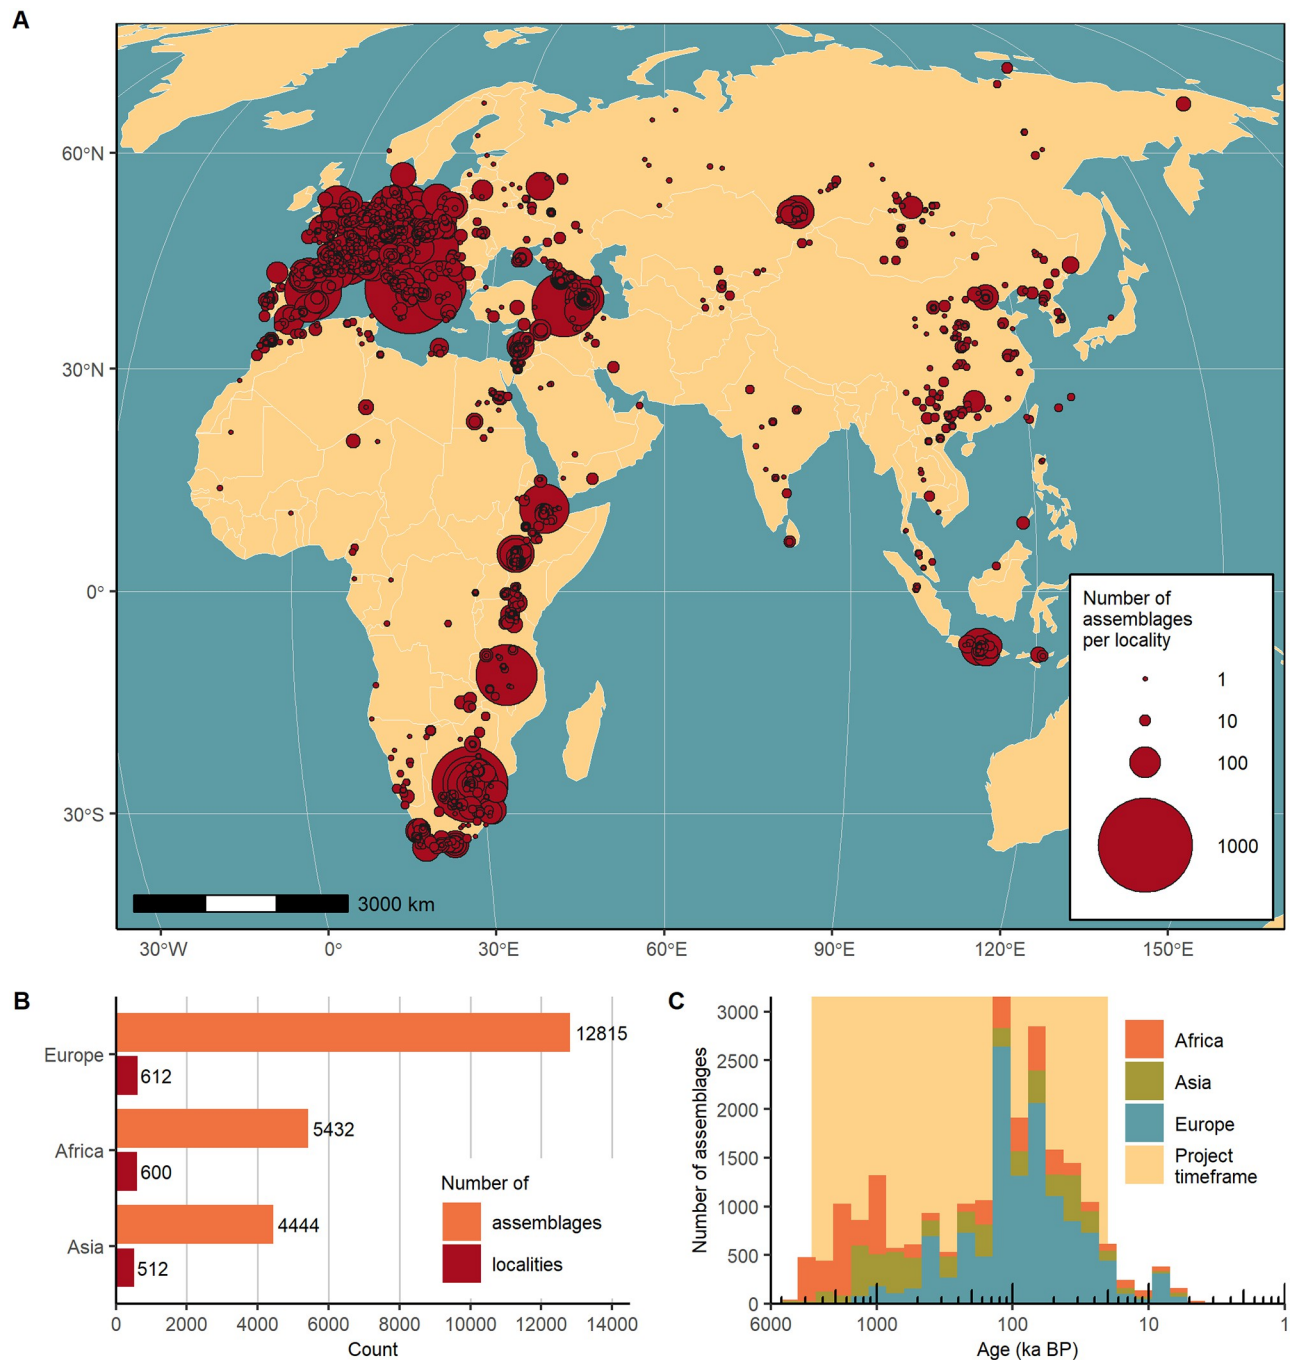 A
60°N
30°N
0°
30°S
Number of
assemblages
per locality
1
10
100
1000
3000 km
30°W
0°
30°E
60°E
90°E
120°E
150°E
B
Europe
Africa
Asia
12815
612
5432
600
4444
512
Number of
assemblages
localities
0
2000
4000
6000
8000
10000
12000
14000
Count
C
Number of assemblages
3000
2500
2000
1500
1000
500
0
Africa
Asia
Europe
Project
timeframe
6000
1000
100
10
1
Age (ka BP)